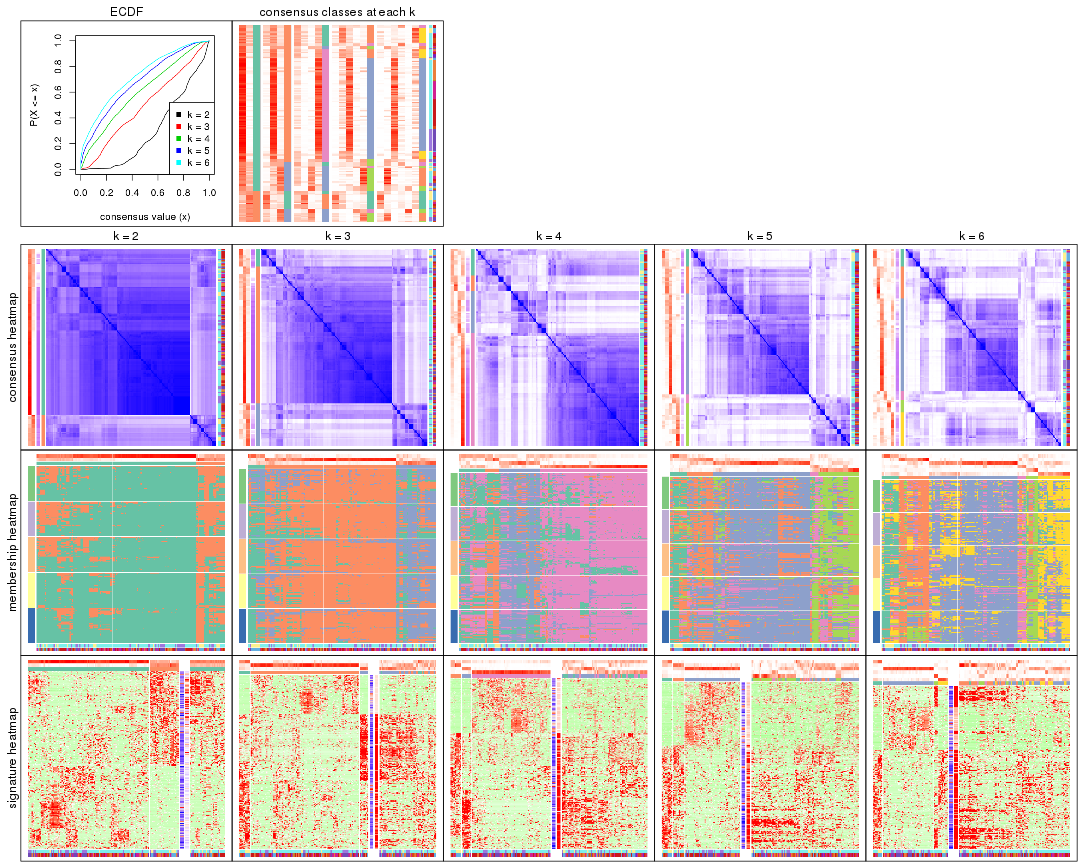 ECDF
consensus classes at each k
P(X <= x)
0.0 0.2 0.4 0.6 0.8 1.0
k = 2
k = 3
k = 4
k = 5
k = 6
0.0 0.2 0.4 0.6 0.8 1.0
consensus value (x)
k = 2
k = 3
k = 4
k = 5
k = 6
consensus heatmap
membership heatmap
signature heatmap